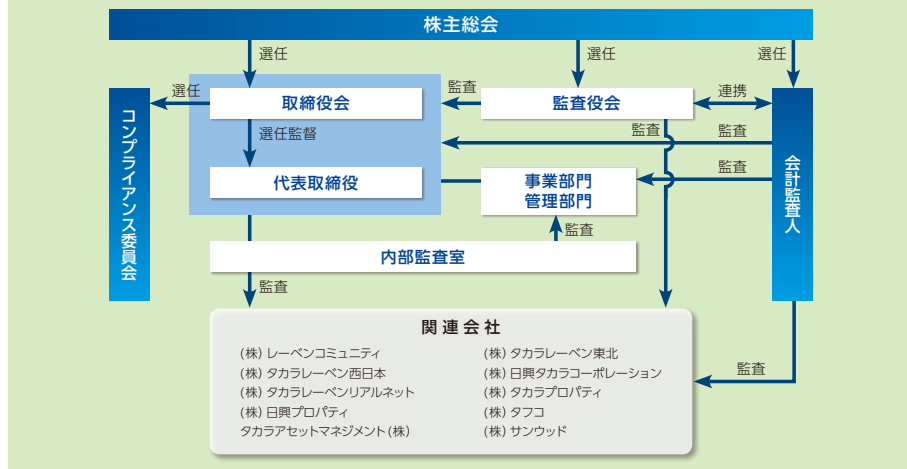 株主総会
選任
選任
選任
コンプライアンス委員会
選任
取締役会
監査
監査役会
連携
会計監査人
選任監督
監査
監査
代表取締役
事業部門
管理部門
監査
監査
内部監査室
監査
関連会社
(株)レーベンコミュニティ
(株)タカラレーベン西日本
(株)タカラレーベンリアルネット
(株)日興プロパティ
タカラアセットマネジメント(株)
(株)タカラレーベン東北
(株)日興タカラコーポレーション
(株)タカラプロパティ
(株)タフコ
(株)サンウッド
監査